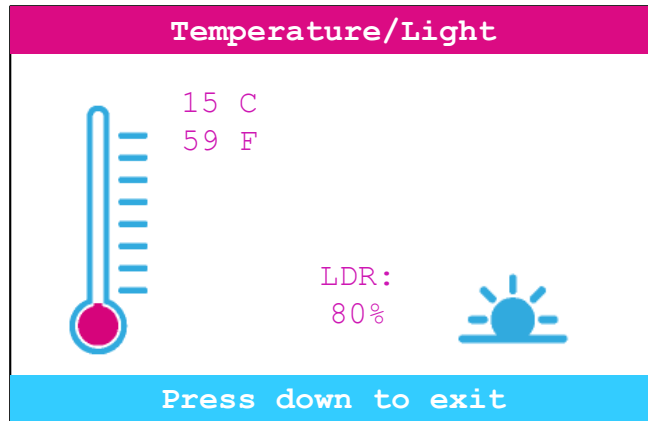 Temperature/Light
15 C
59 F
LDR:
80%
Press down to exit